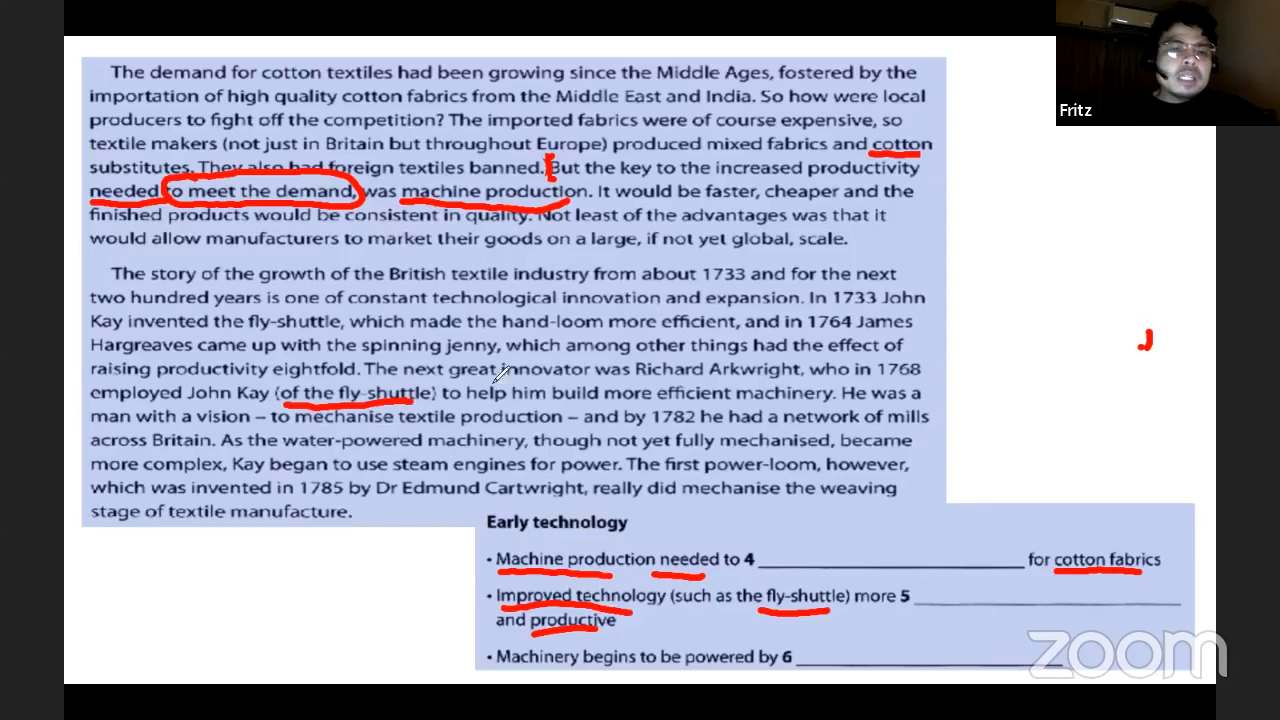 Fritz
The demand for cotton textiles had been growing since the Middle Ages, fostered by the
importation of high quality cotton fabrics from the Middle East and India. So how were local
producers to fight off the competition? The imported fabrics were of course expensive, so
textile makers (not just in Britain but throughout Europe) produced mixed fabrics and cotton
substitutes. They also had foreign textiles banned. But the key to the increased productivity
needed to meet the demand, was machine production. It would be faster, cheaper and the
finished products would be consistent in quality. Not least of the advantages was that it
would allow manufacturers to market their goods on a large, if not yet global, scale.
The story of the growth of the British textile industry from about 1733 and for the next
two hundred years is one of constant technological innovation and expansion. In 1733 John
Kay invented the fly-shuttle, which made the hand-loom more efficient, and in 1764 James
Hargreaves came up with the spinning jenny, which among other things had the effect of
raising productivity eightfold. The next great innovator was Richard Arkwright, who in 1768
employed John Kay (of the fly-shuttle) to help him build more efficient machinery. He was a
man with a vision – to mechanise textile production – and by 1782 he had a network of mills
across Britain. As the water-powered machinery, though not yet fully mechanised, became
more complex, Kay began to use steam engines for power. The first power-loom, however,
which was invented in 1785 by Dr Edmund Cartwright, really did mechanise the weaving
stage of textile manufacture.
Early technology
• Machine production needed to 4 ______ for cotton fabrics
• Improved technology (such as the fly-shuttle) more 5 ______
and productive
• Machinery begins to be powered by 6 ______
zoom